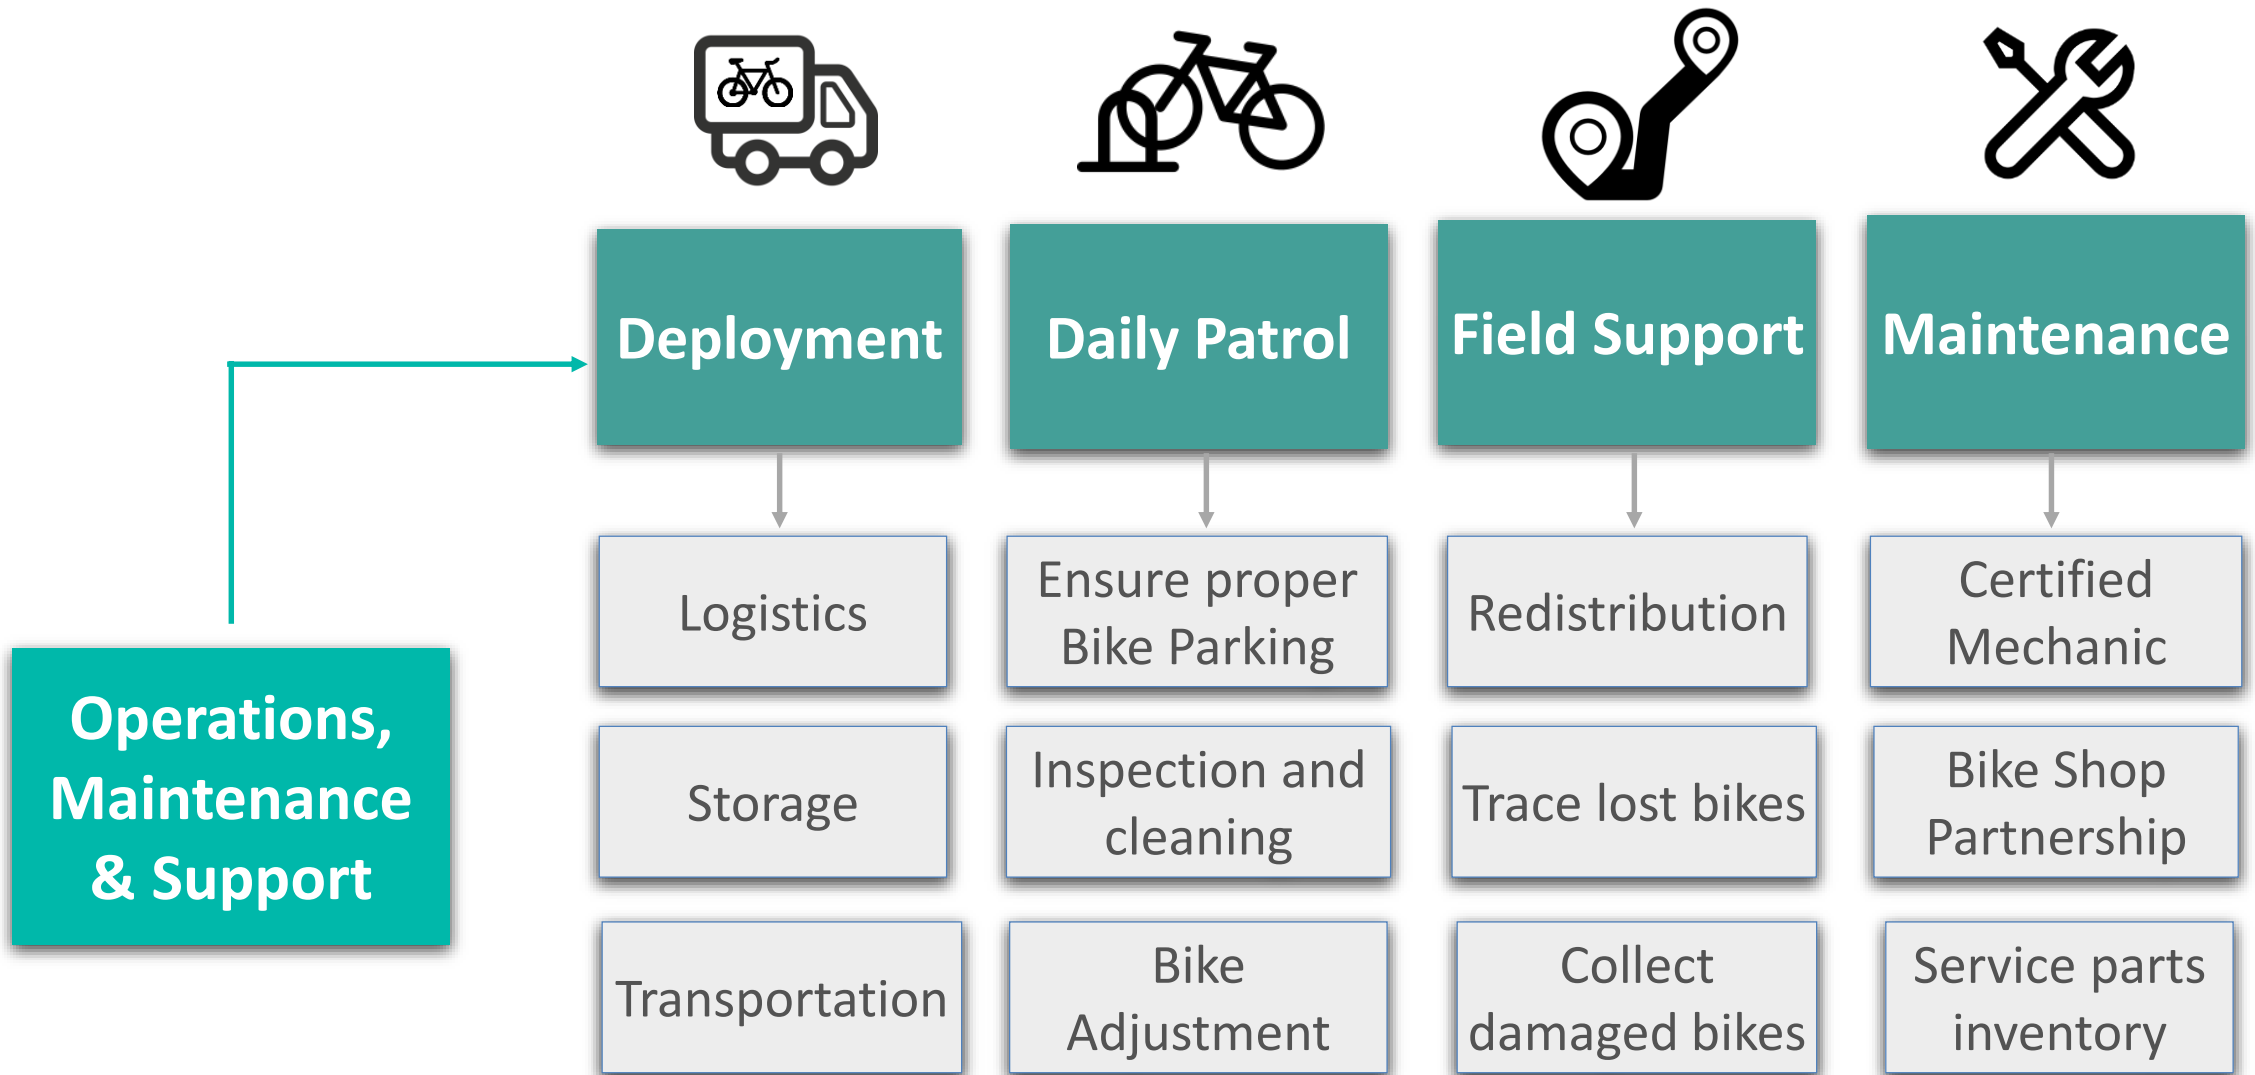 Deployment
Daily Patrol
Field Support
Maintenance
Operations,
Maintenance
& Support
Logistics
Ensure proper
Bike Parking
Redistribution
Certified
Mechanic
Storage
Inspection and
cleaning
Trace lost bikes
Bike Shop
Partnership
Transportation
Bike
Adjustment
Collect
damaged bikes
Service parts
inventory